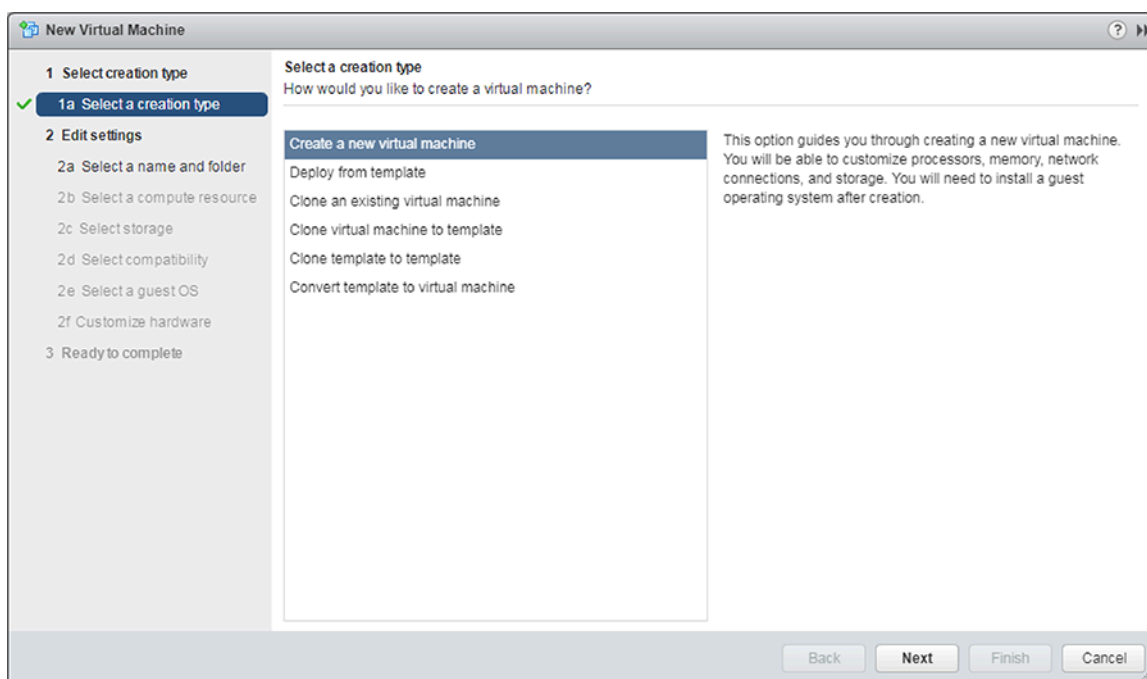 New Virtual Machine
?
1 Select creation type
1a Select a creation type
2 Edit settings
2a Select a name and folder
2b Select a compute resource
2c Select storage
2d Select compatibility
2e Select a guest OS
2f Customize hardware
3 Ready to complete
Select a creation type
How would you like to create a virtual machine?
Create a new virtual machine
Deploy from template
Clone an existing virtual machine
Clone virtual machine to template
Clone template to template
Convert template to virtual machine
This option guides you through creating a new virtual machine.
You will be able to customize processors, memory, network
connections, and storage. You will need to install a guest
operating system after creation.
Back
Next
Finish
Cancel